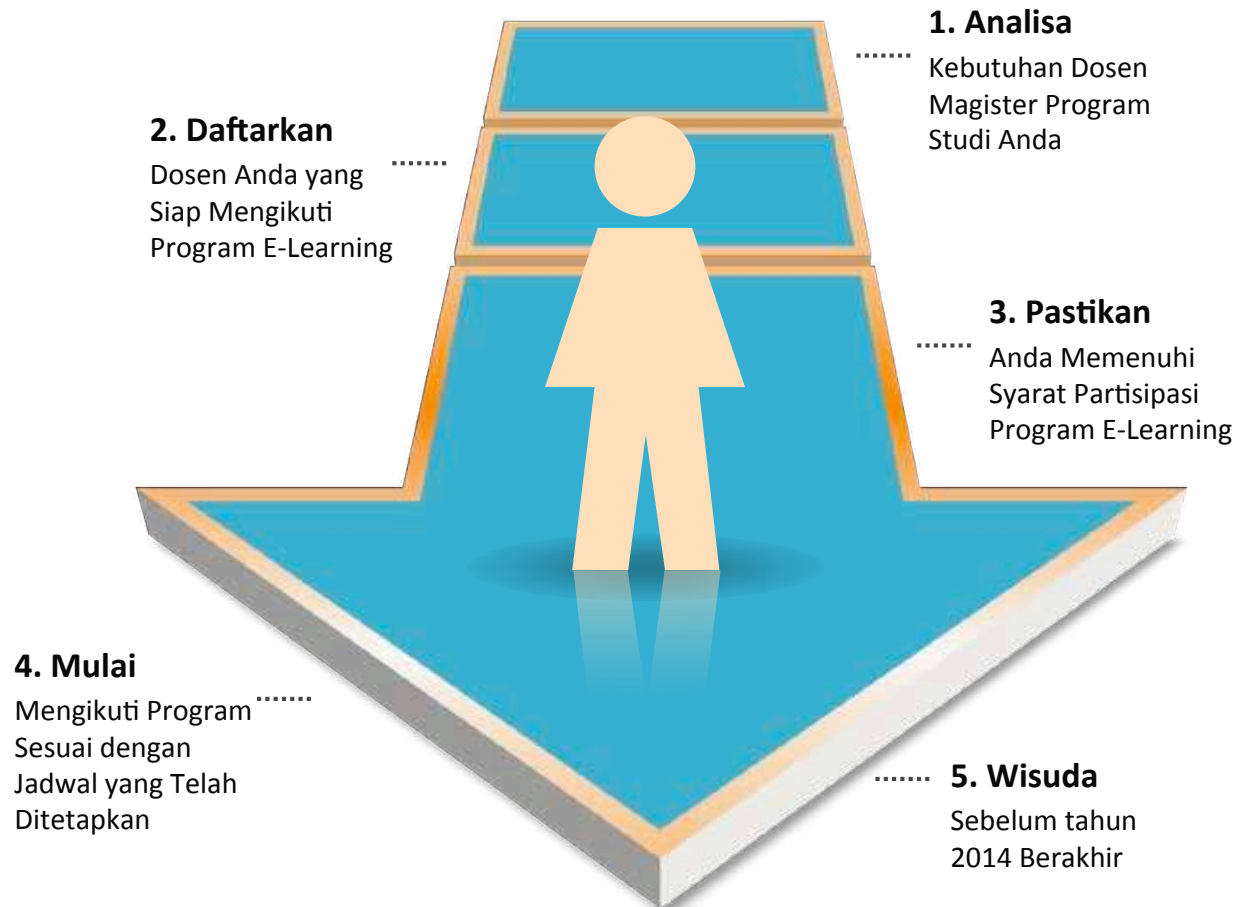 1. Analisa
Kebutuhan Dosen
Magister Program
Studi Anda
2. Daftarkan
Dosen Anda yang
Siap Mengikuti
Program E-Learning
3. Pastikan
Anda Memenuhi
Syarat Partisipasi
Program E-Learning
4. Mulai
Mengikuti Program
Sesuai dengan
Jadwal yang Telah
Ditetapkan
5. Wisuda
Sebelum tahun
2014 Berakhir